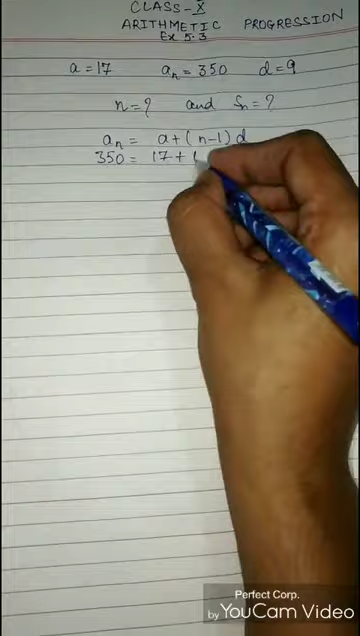 CLASS-X
ARITHMETIC PROGRESSION
Ex 5.3
a = 17 aₙ = 350 d = 9
n = ? and Sₙ = ?
aₙ = a + (n-1) d
350 = 17 + (
Perfect Corp.
by YouCam Video